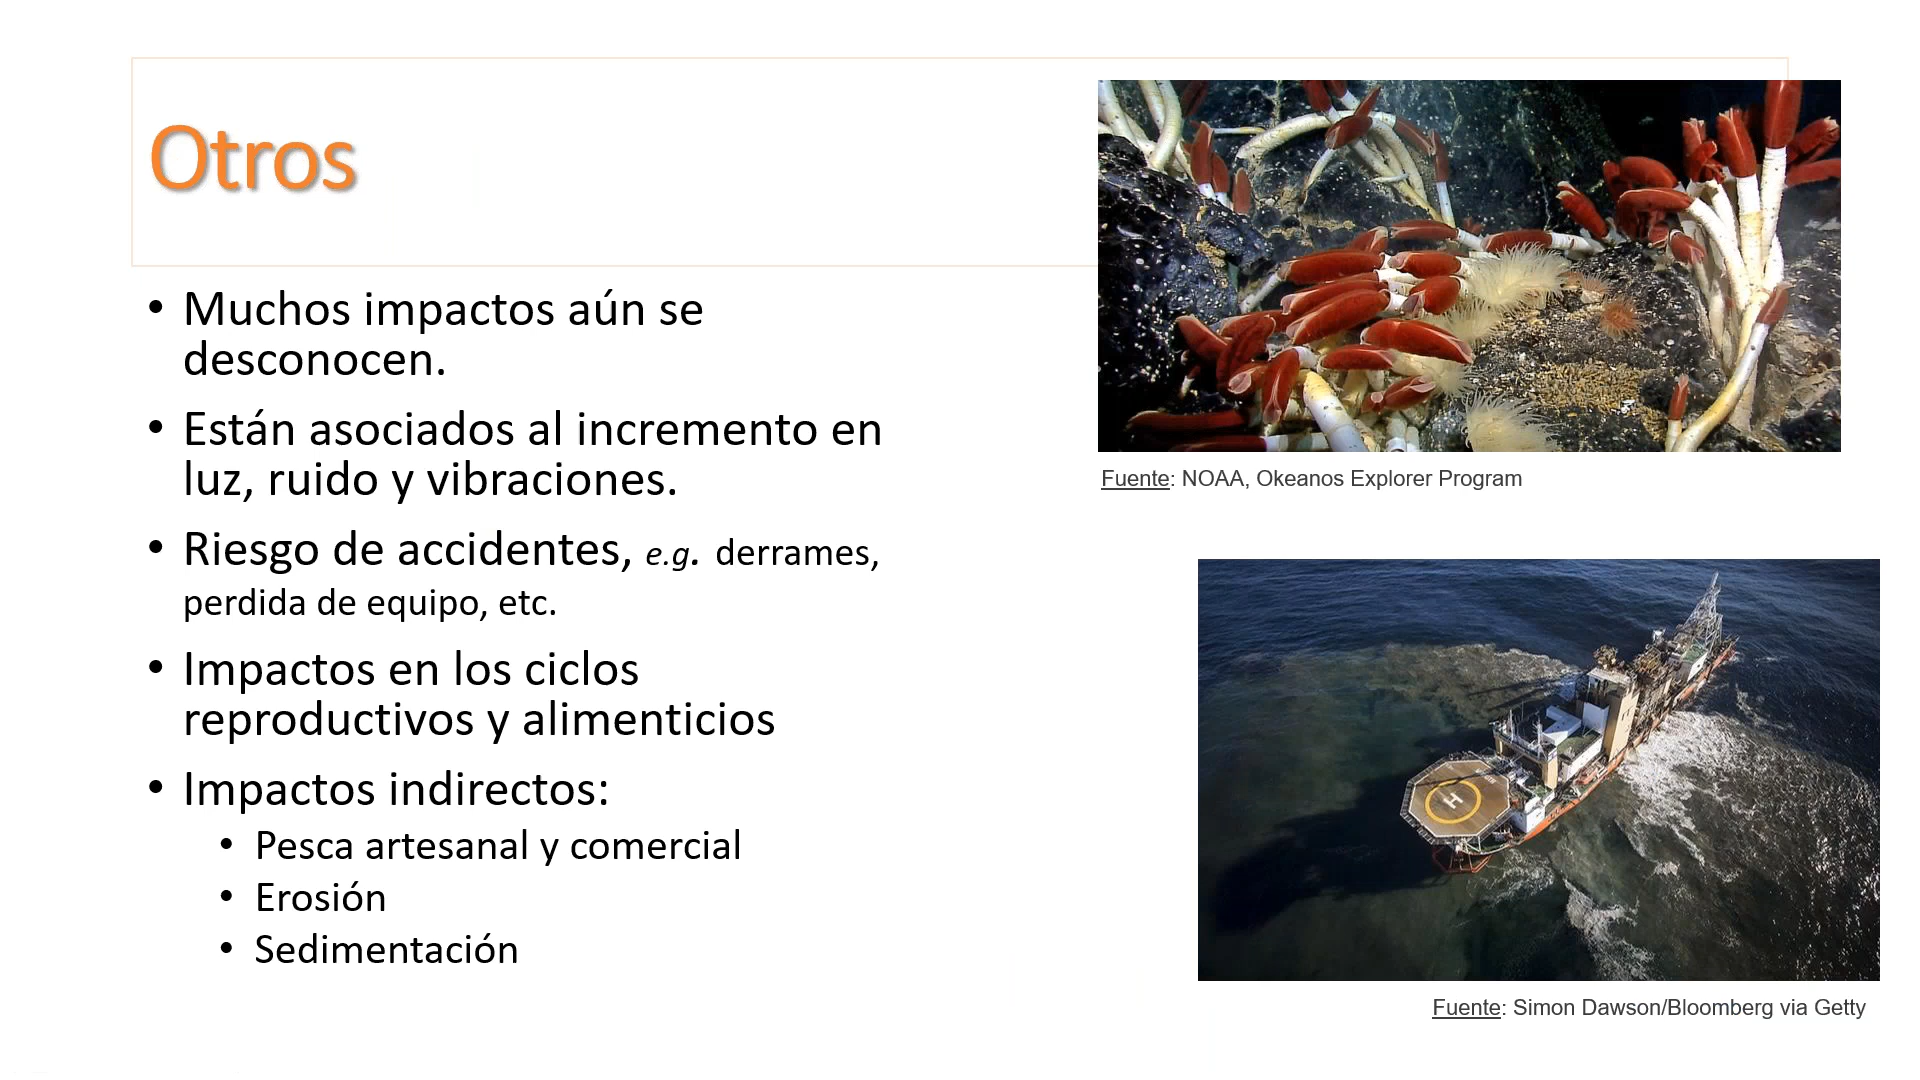 Otros
• Muchos impactos aún se
desconocen.
• Están asociados al incremento en
luz, ruido y vibraciones.
• Riesgo de accidentes, e.g. derrames,
perdida de equipo, etc.
• Impactos en los ciclos
reproductivos y alimenticios
• Impactos indirectos:
• Pesca artesanal y comercial
• Erosión
• Sedimentación
Fuente: NOAA, Okeanos Explorer Program
H
Fuente: Simon Dawson/Bloomberg via Getty